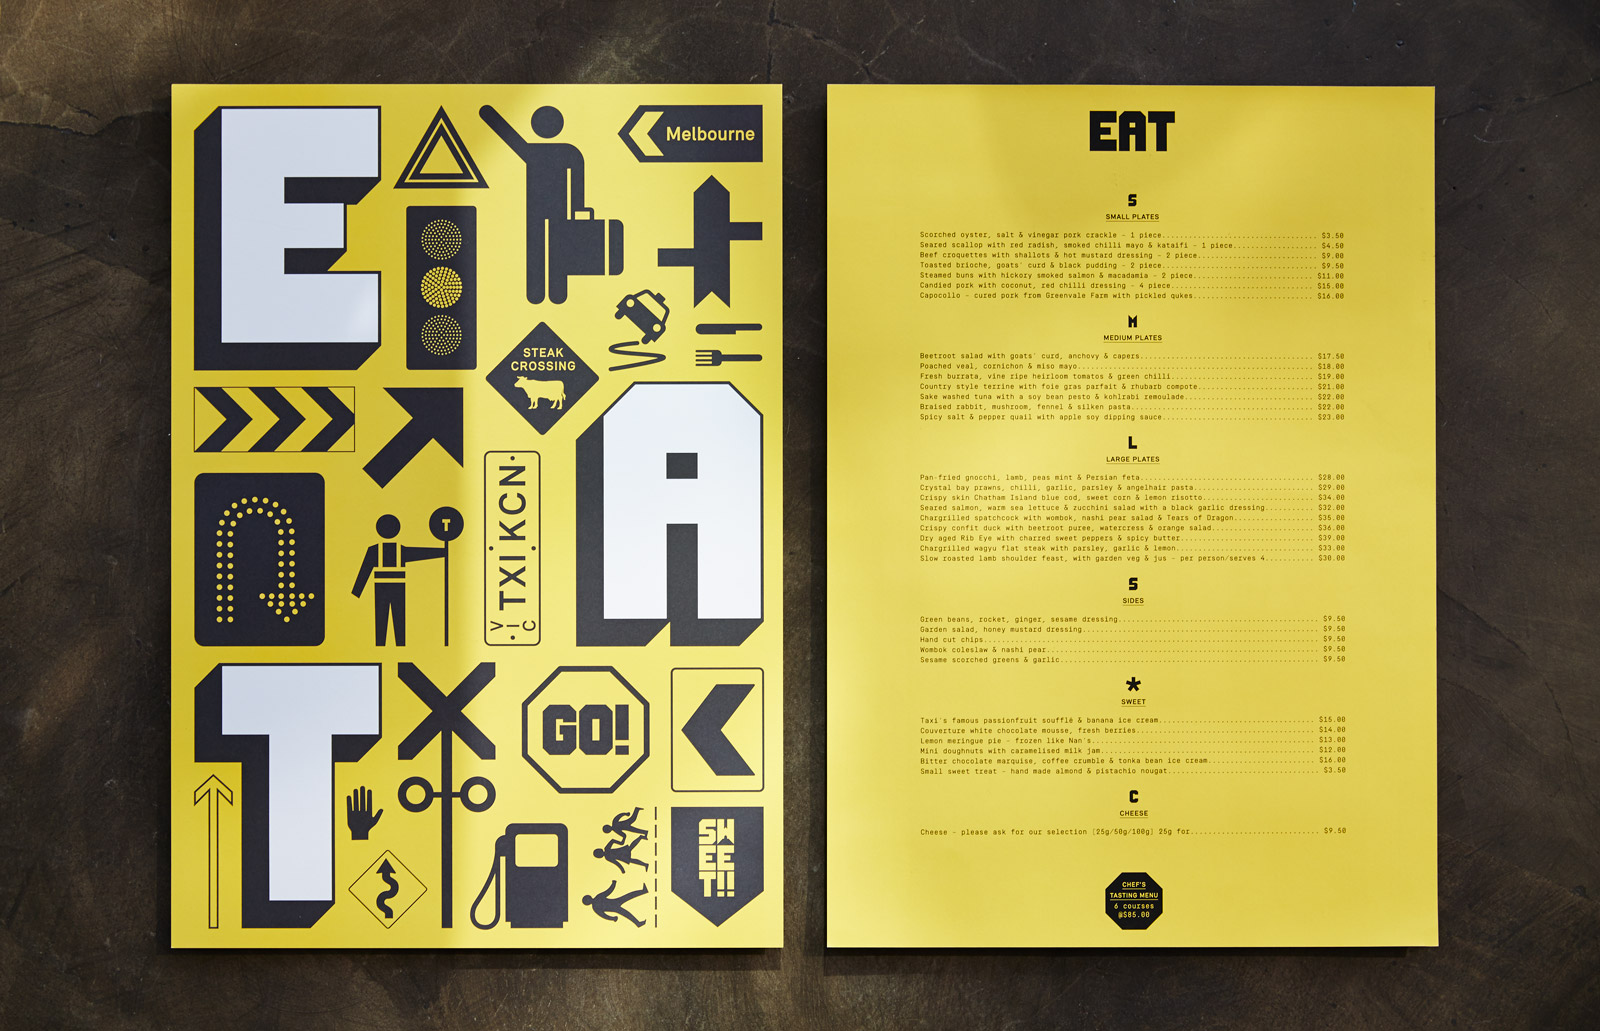 E
Melbourne
STEAK
CROSSING
A
T
VIC
TXI·KCN
T
GO!
SW
EE
T!!
EAT
S
SMALL PLATES
Scorched oyster, salt & vinegar pork crackle - 1 piece................................ $3.50
Seared scallop with red radish, smoked chilli mayo & kataifi - 1 piece................ $4.50
Beef croquettes with shallots & hot mustard dressing - 2 piece........................ $9.00
Toasted brioche, goats' curd & black pudding - 2 piece................................ $9.50
Steamed buns with hickory smoked salmon & macadamia - 2 piece......................... $11.00
Candied pork with coconut, red chilli dressing - 4 piece.............................. $15.00
Capocollo - cured pork from Greenvale Farm with pickled qukes......................... $16.00
M
MEDIUM PLATES
Beetroot salad with goats' curd, anchovy & capers..................................... $17.50
Poached veal, cornichon & miso mayo................................................... $18.00
Fresh burrata, vine ripe heirloom tomatoes & green chilli............................. $19.00
Country style terrine with foie gras parfait & rhubarb compote........................ $21.00
Sake washed tuna with a soy bean pesto & kohlrabi remoulade........................... $22.00
Braised rabbit, mushroom, fennel & silken pasta....................................... $22.00
Spicy salt & pepper quail with apple soy dipping sauce................................ $23.00
L
LARGE PLATES
Pan-fried gnocchi, lamb, peas mint & Persian feta..................................... $28.00
Crystal bay prawns, chilli, garlic, parsley & angelhair pasta......................... $29.00
Crispy skin Chatham Island blue cod, sweet corn & lemon risotto....................... $34.00
Seared salmon, warm sea lettuce & zucchini salad with a black garlic dressing......... $32.00
Chargrilled spatchcock with wombok, nashi pear salad & Tears of Dragon................ $35.00
Crispy confit duck with beetroot puree, watercress & orange salad..................... $36.00
Dry aged Rib Eye with charred sweet peppers & spicy butter............................ $39.00
Chargrilled wagyu flat steak with parsley, garlic & lemon............................. $33.00
Slow roasted lamb shoulder feast, with garden veg & jus - per person/serves 4......... $30.00
S
SIDES
Green beans, rocket, ginger, sesame dressing.......................................... $9.50
Garden salad, honey mustard dressing.................................................. $9.50
Hand cut chips........................................................................ $9.50
Wombok coleslaw & nashi pear.......................................................... $9.50
Sesame scorched greens & garlic....................................................... $9.50
*
SWEET
Taxi's famous passionfruit soufflé & banana ice cream................................. $15.00
Couverture white chocolate mousse, fresh berries...................................... $14.00
Lemon meringue pie - frozen like Nan's................................................ $13.00
Mini doughnuts with caramelised milk jam.............................................. $12.00
Bitter chocolate marquise, coffee crumble & tonka bean ice cream...................... $16.00
Small sweet treat - hand made almond & pistachio nougat............................... $3.50
C
CHEESE
Cheese - please ask for our selection [25g/50g/100g] 25g for.......................... $9.50
CHEF'S
TASTING MENU
6 courses
@$85.00